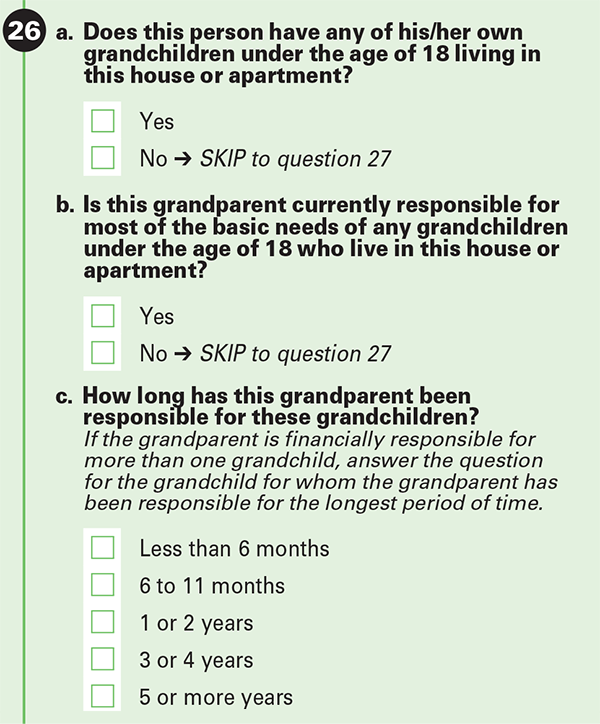 26 a. Does this person have any of his/her own
grandchildren under the age of 18 living in
this house or apartment?
Yes
No ➔ SKIP to question 27
b. Is this grandparent currently responsible for
most of the basic needs of any grandchildren
under the age of 18 who live in this house or
apartment?
Yes
No ➔ SKIP to question 27
c. How long has this grandparent been
responsible for these grandchildren?
If the grandparent is financially responsible for
more than one grandchild, answer the question
for the grandchild for whom the grandparent has
been responsible for the longest period of time.
Less than 6 months
6 to 11 months
1 or 2 years
3 or 4 years
5 or more years